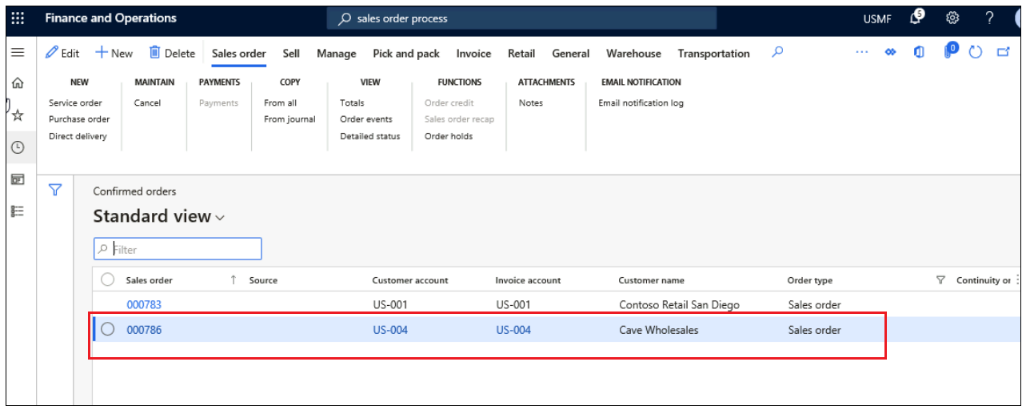 Finance and Operations sales order process USMF 5 ?
Edit New Delete Sales order Sell Manage Pick and pack Invoice Retail General Warehouse Transportation ... 0
NEW MAINTAIN PAYMENTS COPY VIEW FUNCTIONS ATTACHMENTS EMAIL NOTIFICATION
Service order Cancel Payments From all Totals Order credit Notes Email notification log
Purchase order From journal Order events Sales order recap
Direct delivery Detailed status Order holds
Confirmed orders
Standard view
Filter
Sales order Source Customer account Invoice account Customer name Order type Continuity or
000783 US-001 US-001 Contoso Retail San Diego Sales order
000786 US-004 US-004 Cave Wholesales Sales order